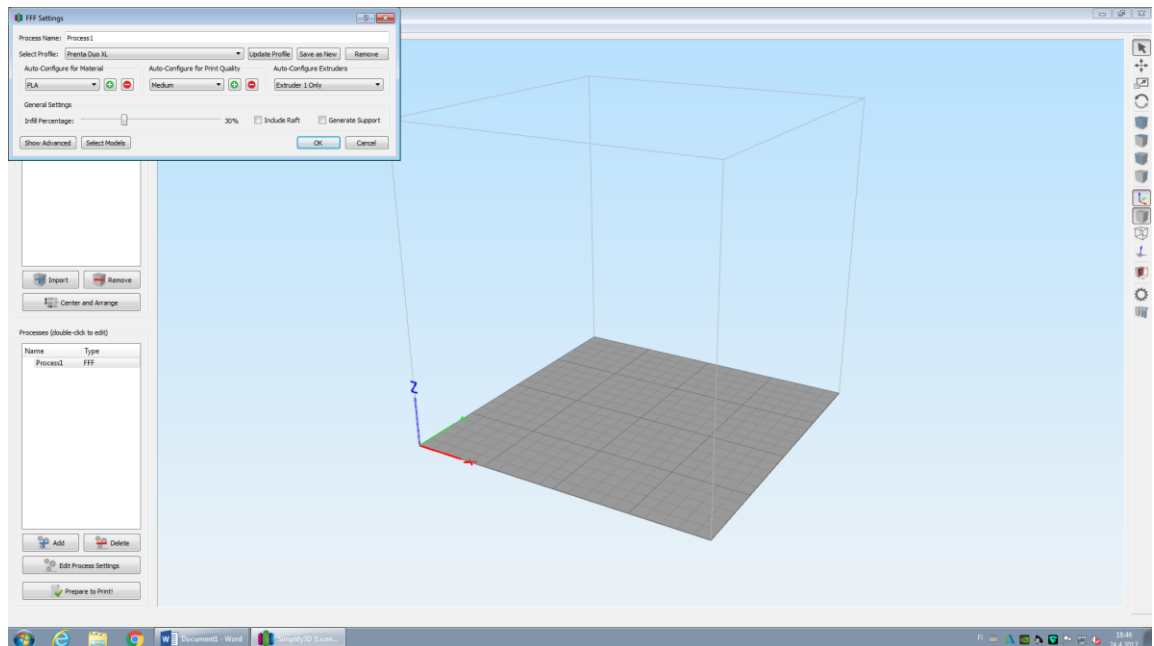 FFF Settings
Process Name: Process1
Select Profile: Prenta Duo XL Update Profile Save as New Remove
Auto-Configure for Material Auto-Configure for Print Quality Auto-Configure Extruders
PLA Medium Extruder 1 Only
General Settings
Infill Percentage: 30% Include Raft Generate Support
Show Advanced Select Models OK Cancel
Import Remove
Center and Arrange
Processes (double-click to edit)
Name Type
Process1 FFF
Add Delete
Edit Process Settings
Prepare to Print!
Z
Document1 - Word Simplify3D (Licen...
FI 18:46
24.4.2017